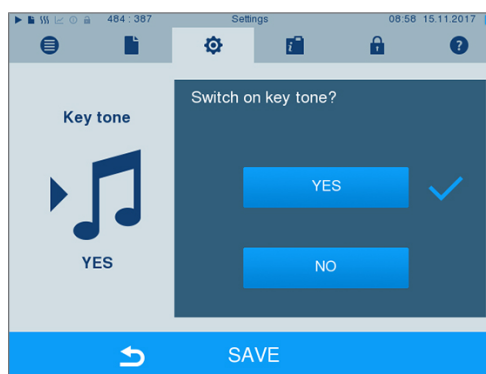 484 : 387 Settings 08:58 15.11.2017
Key tone
YES
Switch on key tone?
YES
NO
SAVE